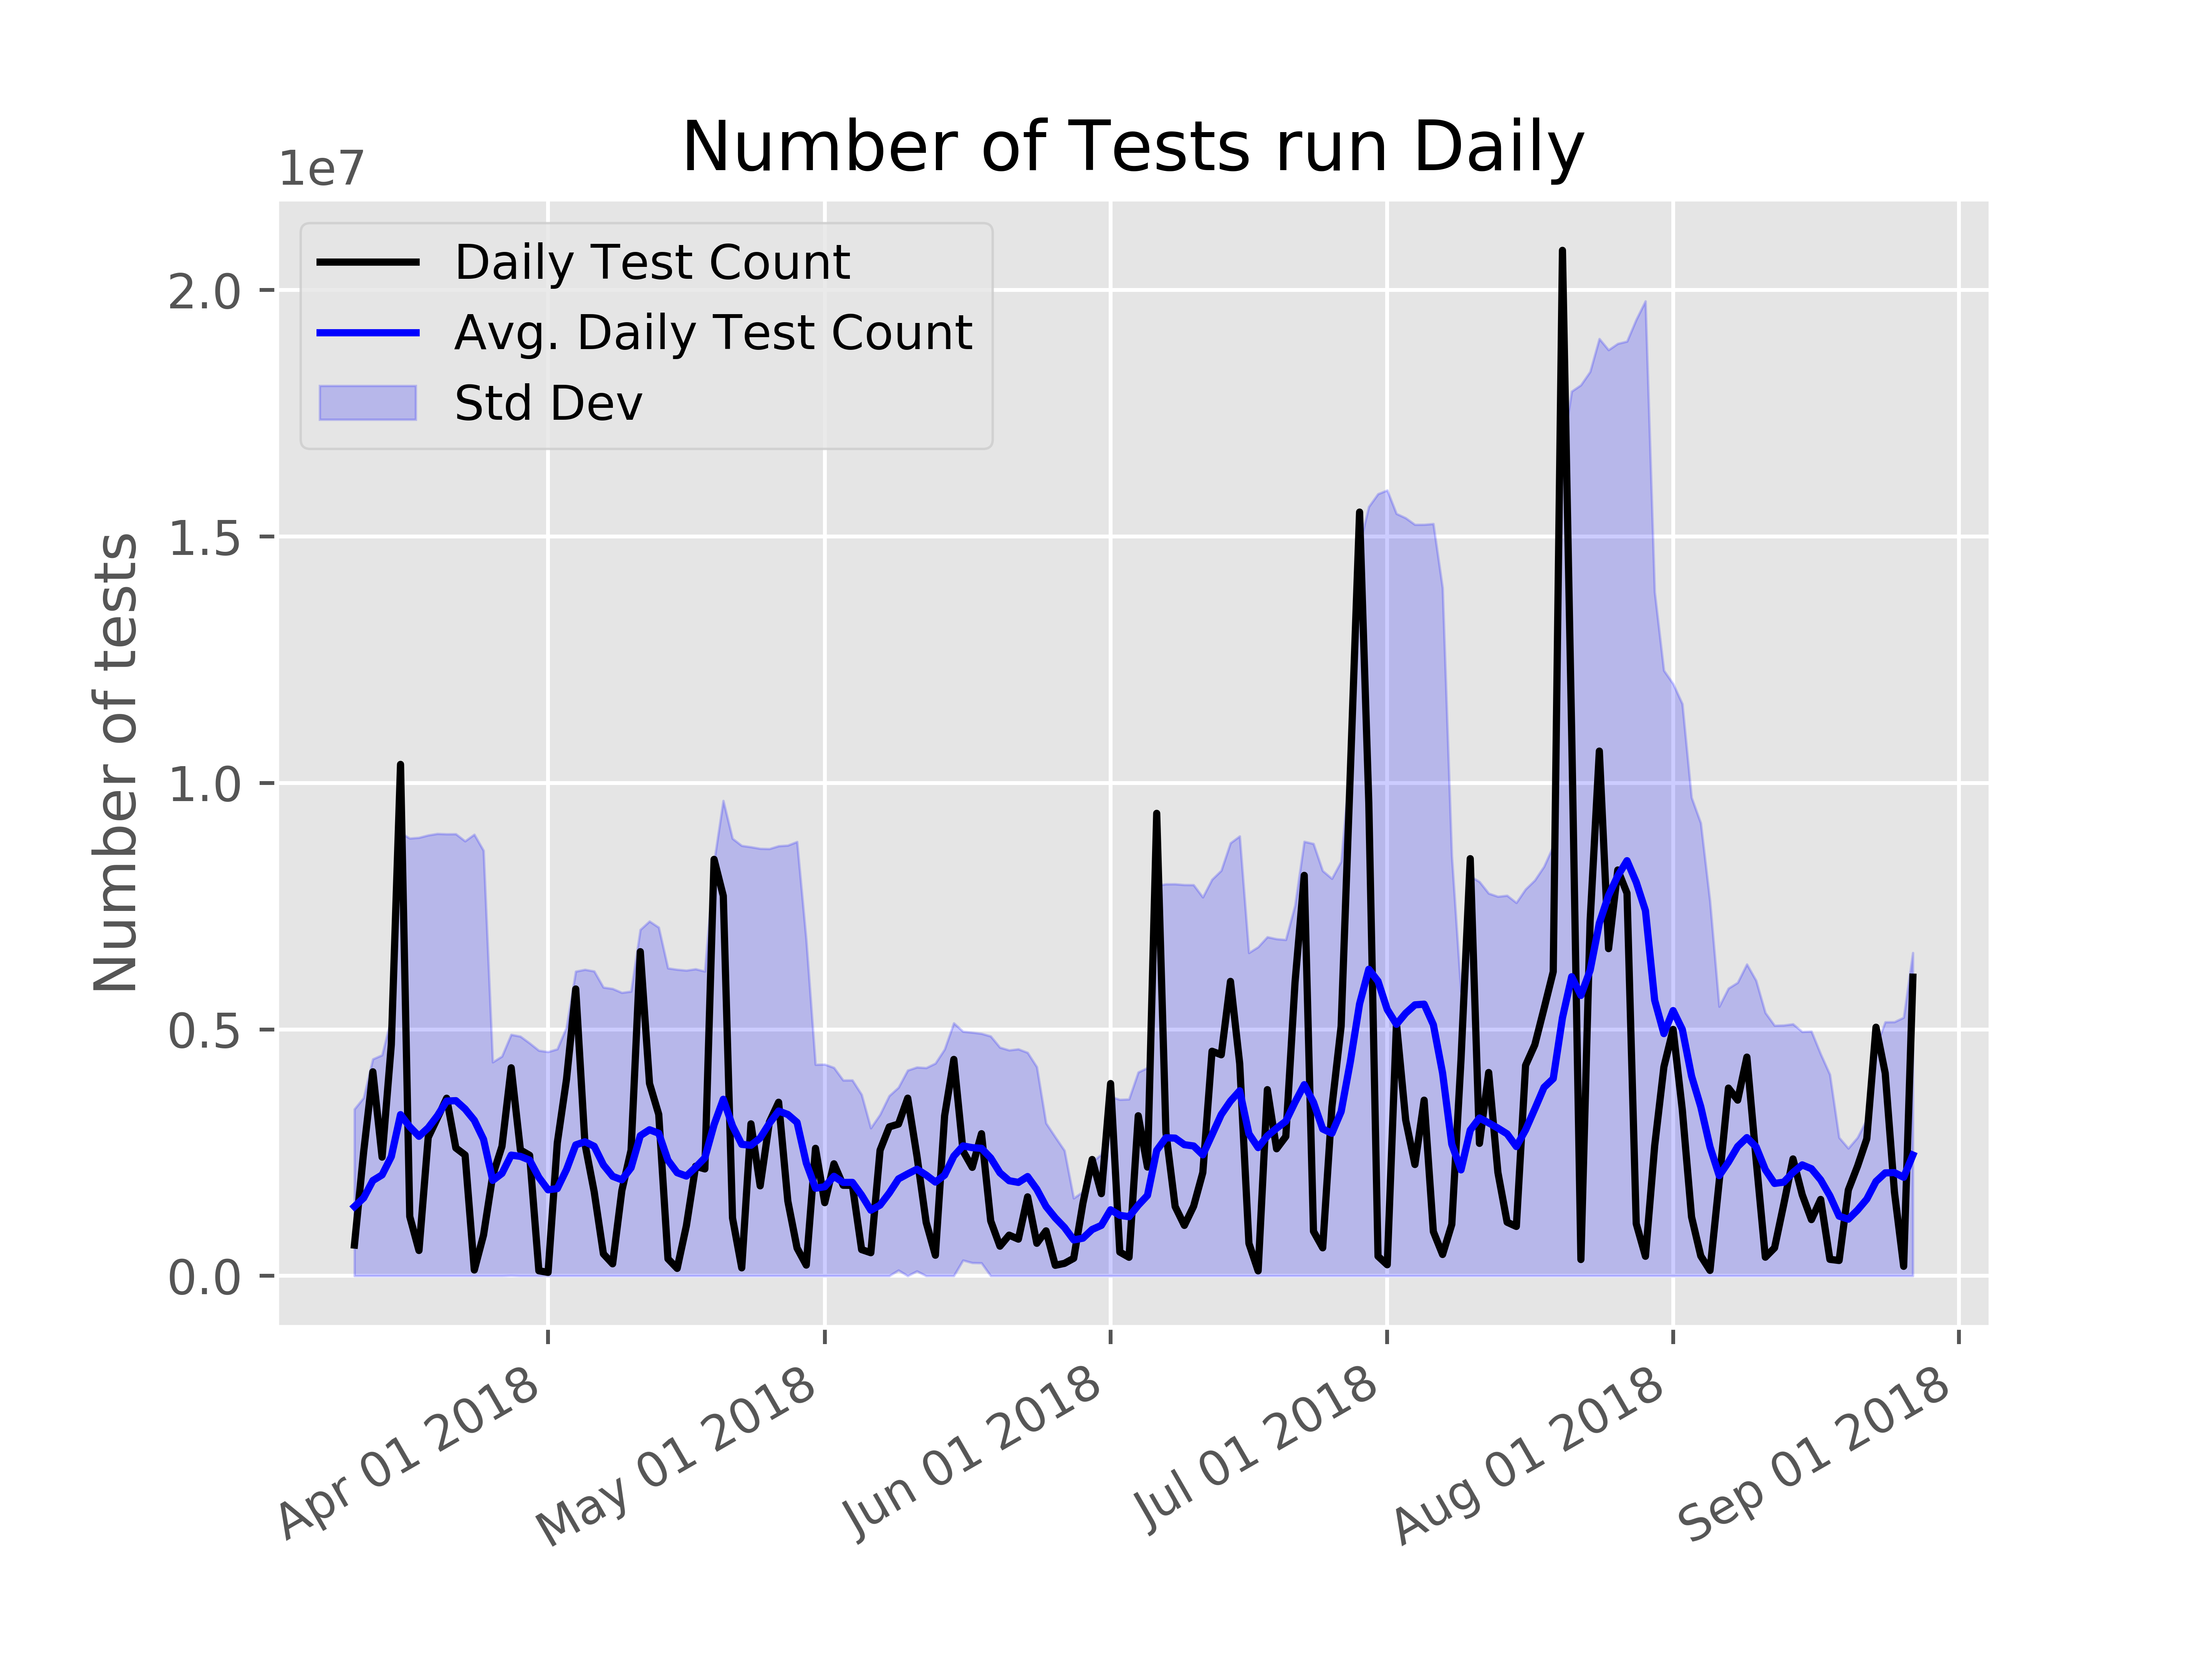 Number of Tests run Daily
1e7
Daily Test Count
Avg. Daily Test Count
Std Dev
2.0
1.5
1.0
0.5
0.0
Number of tests
Apr 01 2018
May 01 2018
Jun 01 2018
Jul 01 2018
Aug 01 2018
Sep 01 2018